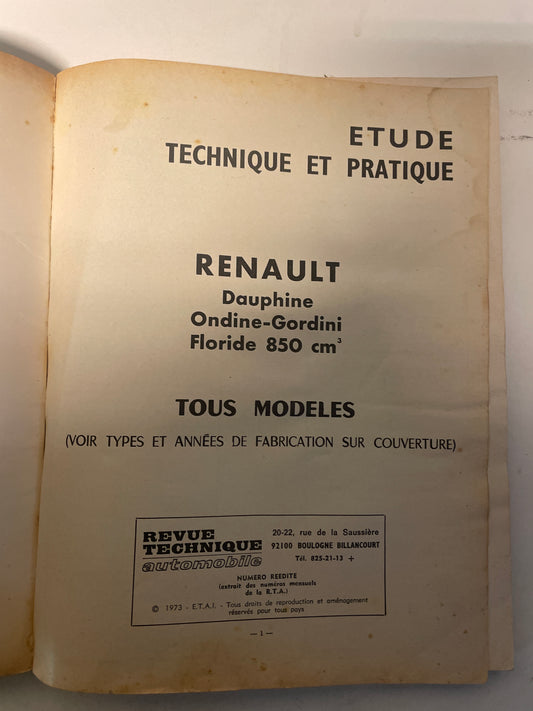 ETUDE
TECHNIQUE ET PRATIQUE
RENAULT
Dauphine
Ondine-Gordini
Floride 850 cm³
TOUS MODELES
(VOIR TYPES ET ANNÉES DE FABRICATION SUR COUVERTURE)
REVUE
TECHNIQUE
automobile
20-22, rue de la Saussière
92100 BOULOGNE BILLANCOURT
Tél. 825-21-13 +
NUMERO REEDITE
(extrait des numéros mensuels
de la R.T.A.)
© 1973 - E.T.A.I. - Tous droits de reproduction et aménagement
réservés pour tous pays
— 1 —